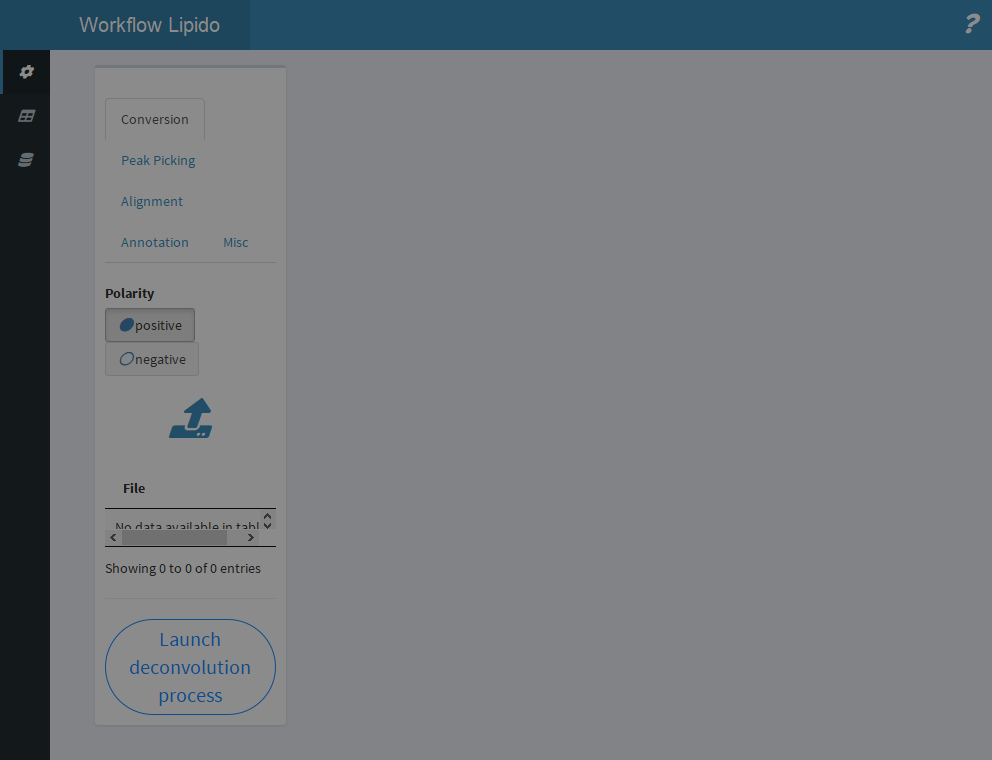 Workflow Lipido
?
Conversion
Peak Picking
Alignment
Annotation Misc
Polarity
positive
negative
File
No data available in tabl
Showing 0 to 0 of 0 entries
Launch
deconvolution
process